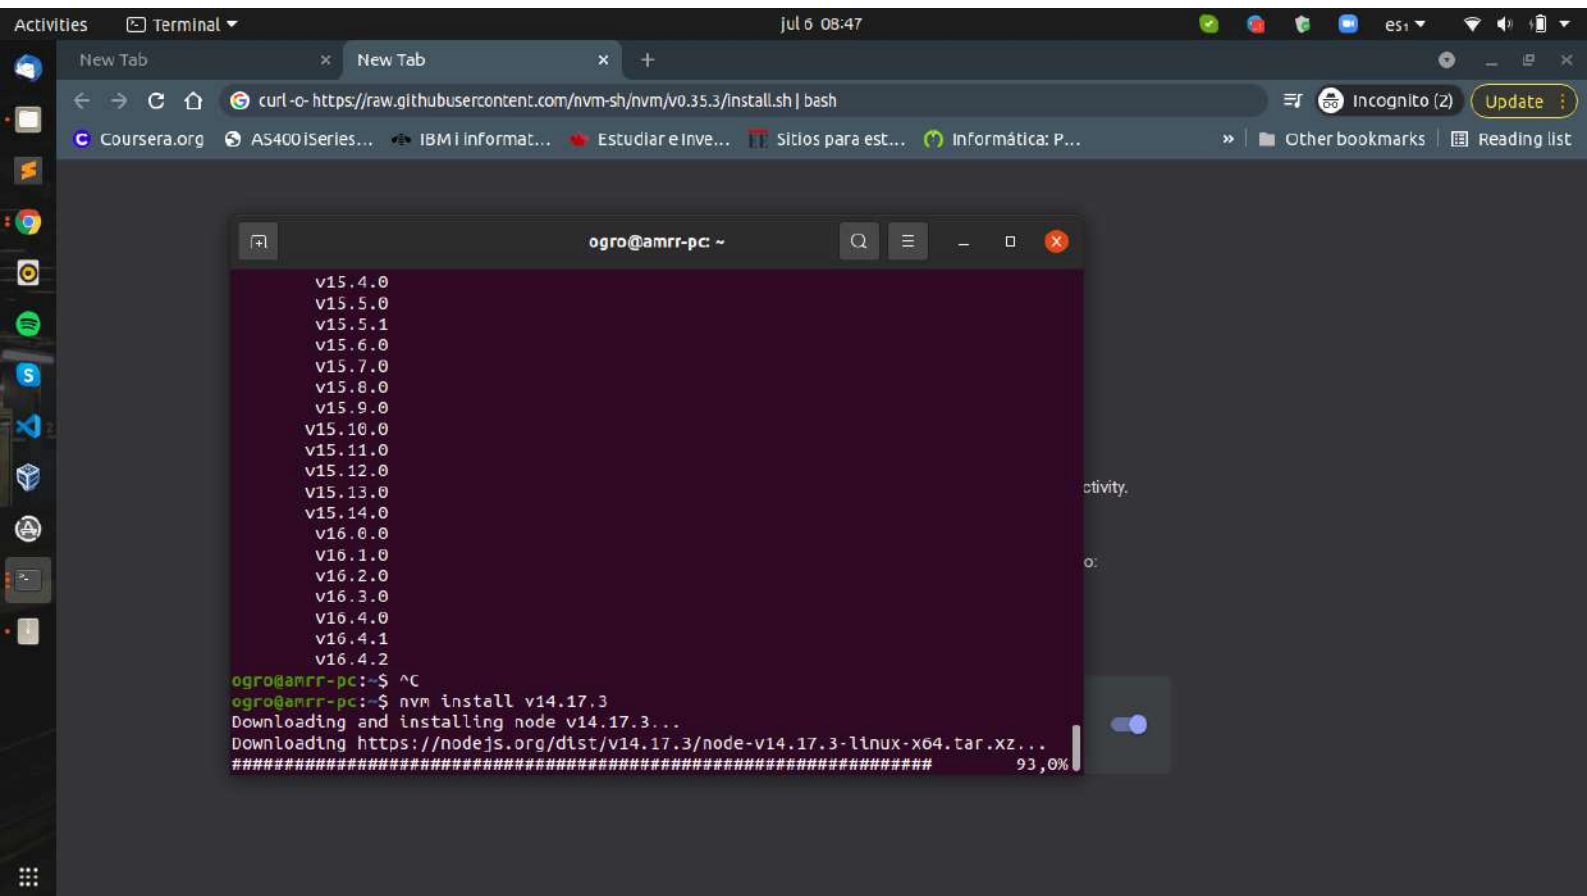 Activities Terminal jul 6 08:47 es₁
New Tab × New Tab × +
curl -o- https://raw.githubusercontent.com/nvm-sh/nvm/v0.35.3/install.sh | bash Incognito (2) Update
Coursera.org AS400 iSeries... IBM i informat... Estudiar e Inve... Sitios para est... Informática: P... » Other bookmarks Reading list
ogro@amrr-pc: ~
v15.4.0
v15.5.0
v15.5.1
v15.6.0
v15.7.0
v15.8.0
v15.9.0
v15.10.0
v15.11.0
v15.12.0
v15.13.0
v15.14.0
v16.0.0
v16.1.0
v16.2.0
v16.3.0
v16.4.0
v16.4.1
v16.4.2
ctivity.
o:
ogro@amrr-pc:~$ ^C
ogro@amrr-pc:~$ nvm install v14.17.3
Downloading and installing node v14.17.3...
Downloading https://nodejs.org/dist/v14.17.3/node-v14.17.3-linux-x64.tar.xz...
################################################################### 93,0%